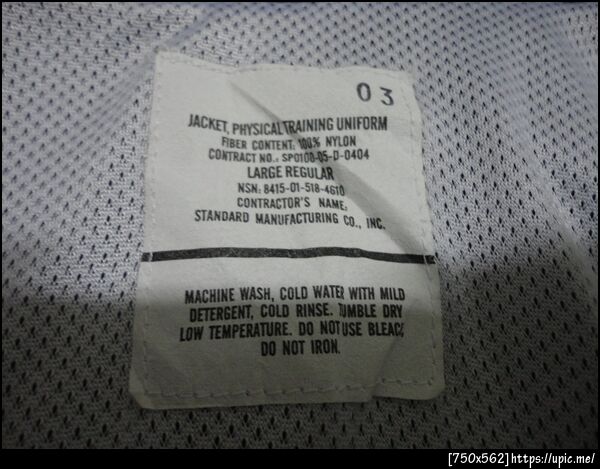 03
JACKET, PHYSICAL TRAINING UNIFORM
FIBER CONTENT: 100% NYLON
CONTRACT NO.: SP0100-05-D-0404
LARGE REGULAR
NSN: 8415-01-518-4610
CONTRACTOR'S NAME:
STANDARD MANUFACTURING CO., INC.
MACHINE WASH, COLD WATER WITH MILD
DETERGENT, COLD RINSE. TUMBLE DRY
LOW TEMPERATURE. DO NOT USE BLEAC
DO NOT IRON.
[750x562]https://upic.me/